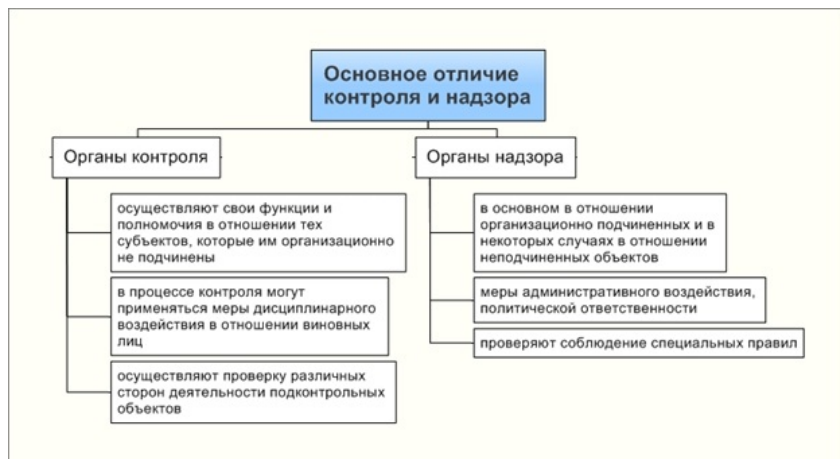 Основное отличие
контроля и надзора
Органы контроля
осуществляют свои функции и
полномочия в отношении тех
субъектов, которые им организационно
не подчинены
в процессе контроля могут
применяться меры дисциплинарного
воздействия в отношении виновных
лиц
осуществляют проверку различных
сторон деятельности подконтрольных
объектов
Органы надзора
в основном в отношении
организационно подчиненных и в
некоторых случаях в отношении
неподчиненных объектов
меры административного воздействия,
политической ответственности
проверяют соблюдение специальных правил